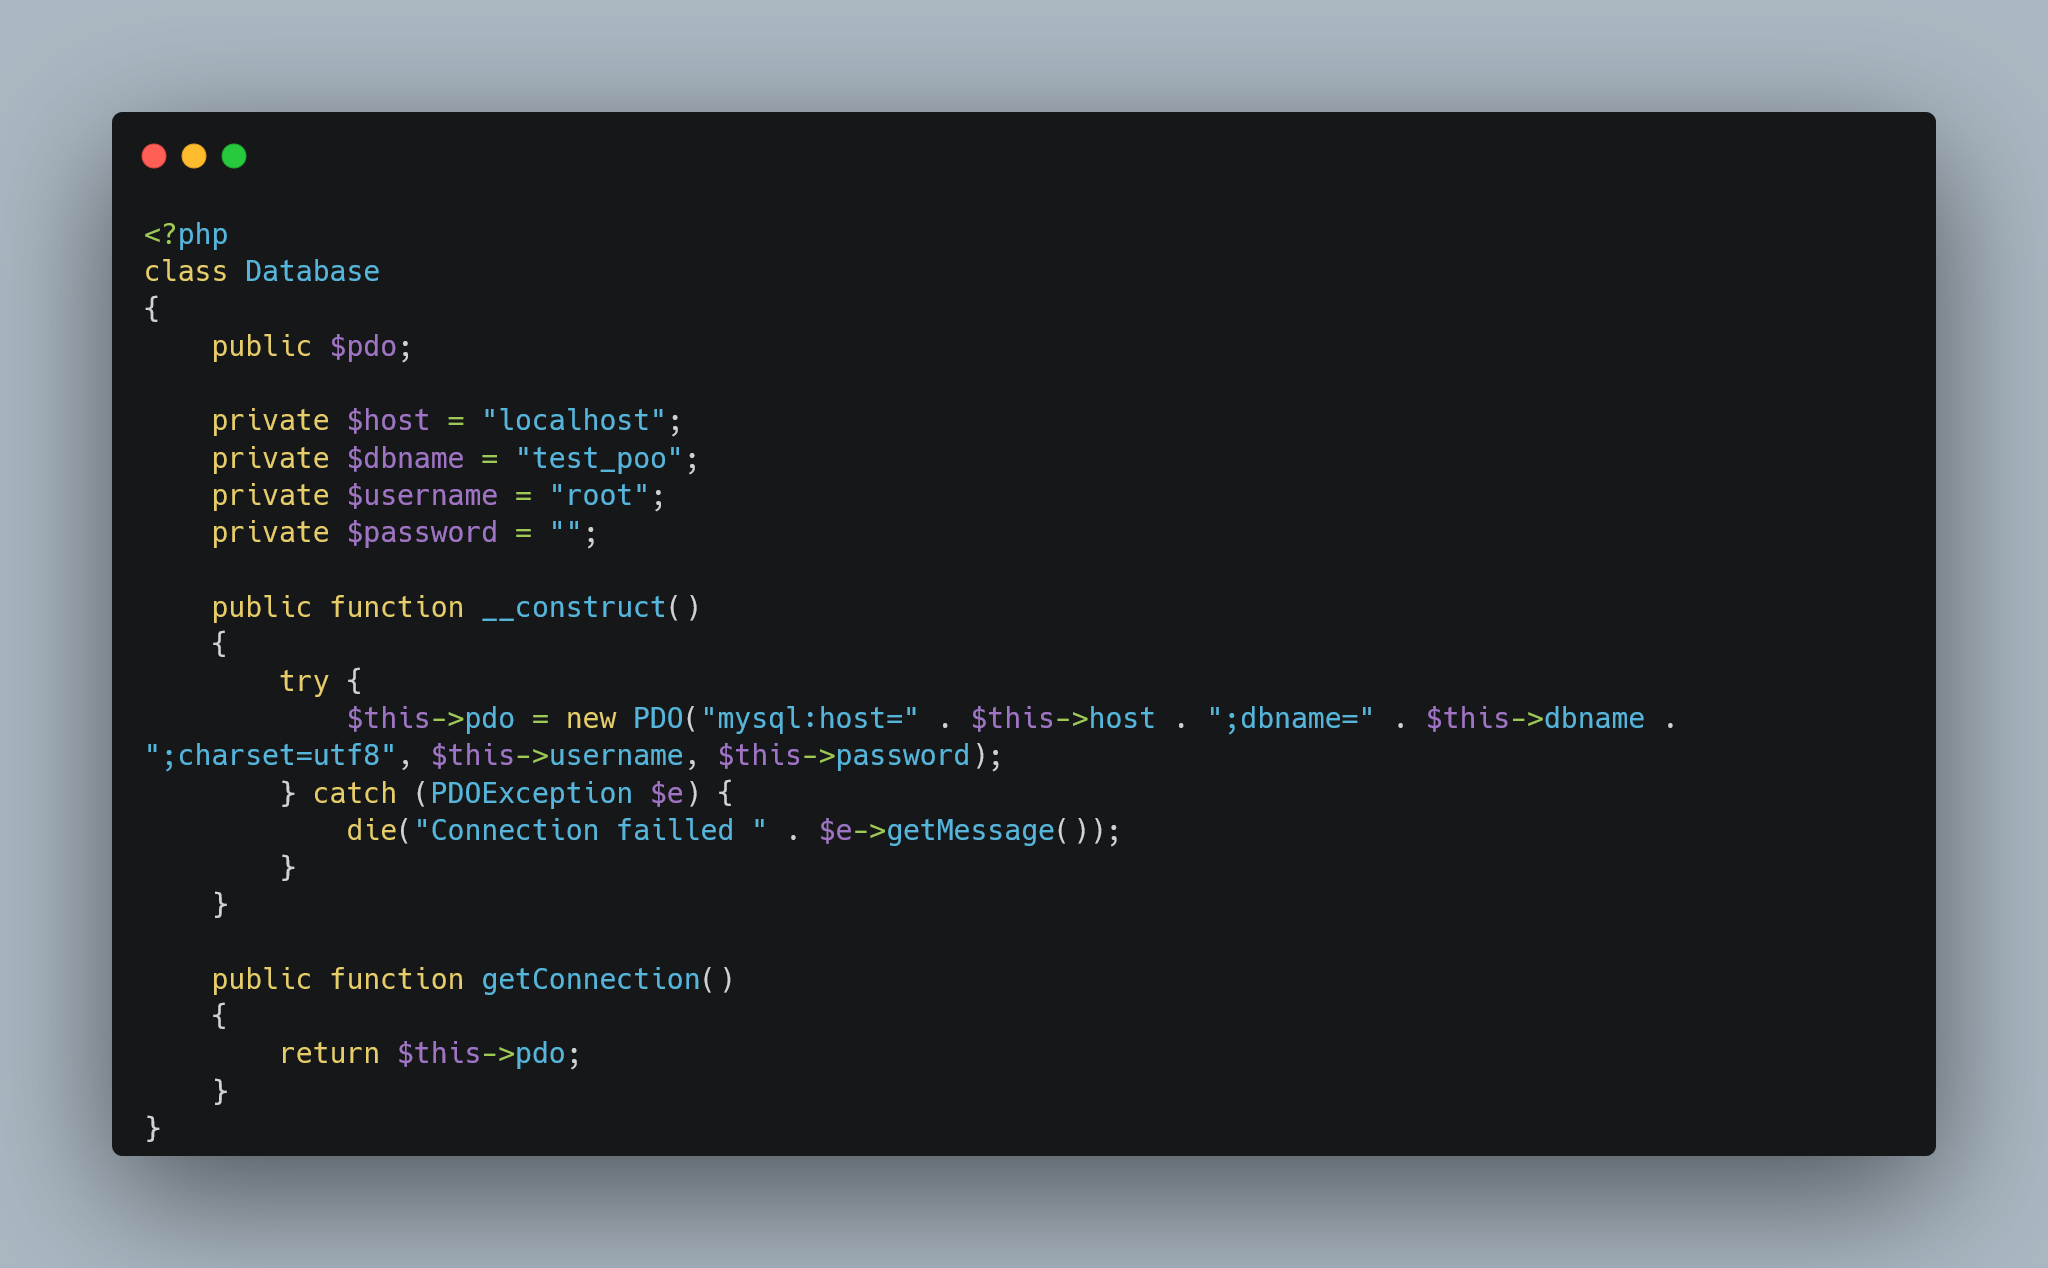 <?php
class Database
{
    public $pdo;

    private $host = "localhost";
    private $dbname = "test_poo";
    private $username = "root";
    private $password = "";

    public function __construct()
    {
        try {
            $this->pdo = new PDO("mysql:host=" . $this->host . ";dbname=" . $this->dbname .
";charset=utf8", $this->username, $this->password);
        } catch (PDOException $e) {
            die("Connection failled " . $e->getMessage());
        }
    }

    public function getConnection()
    {
        return $this->pdo;
    }
}